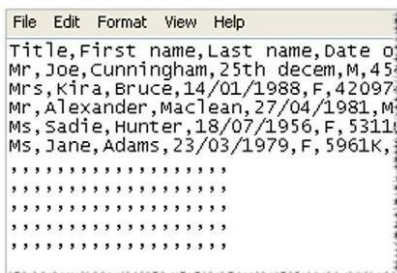 File Edit Format View Help
Title,First name,Last name,Date o
Mr,Joe,Cunningham,25th decem,M,45
Mrs,Kira,Bruce,14/01/1988,F,42097
Mr,Alexander,Maclean,27/04/1981,M
Ms,Sadie,Hunter,18/07/1956,F,5311
Ms,Jane,Adams,23/03/1979,F,5961K,
,,,,,,,,,,,,,,,,,,,
,,,,,,,,,,,,,,,,,,,
,,,,,,,,,,,,,,,,,,,
,,,,,,,,,,,,,,,,,,,
,,,,,,,,,,,,,,,,,,,